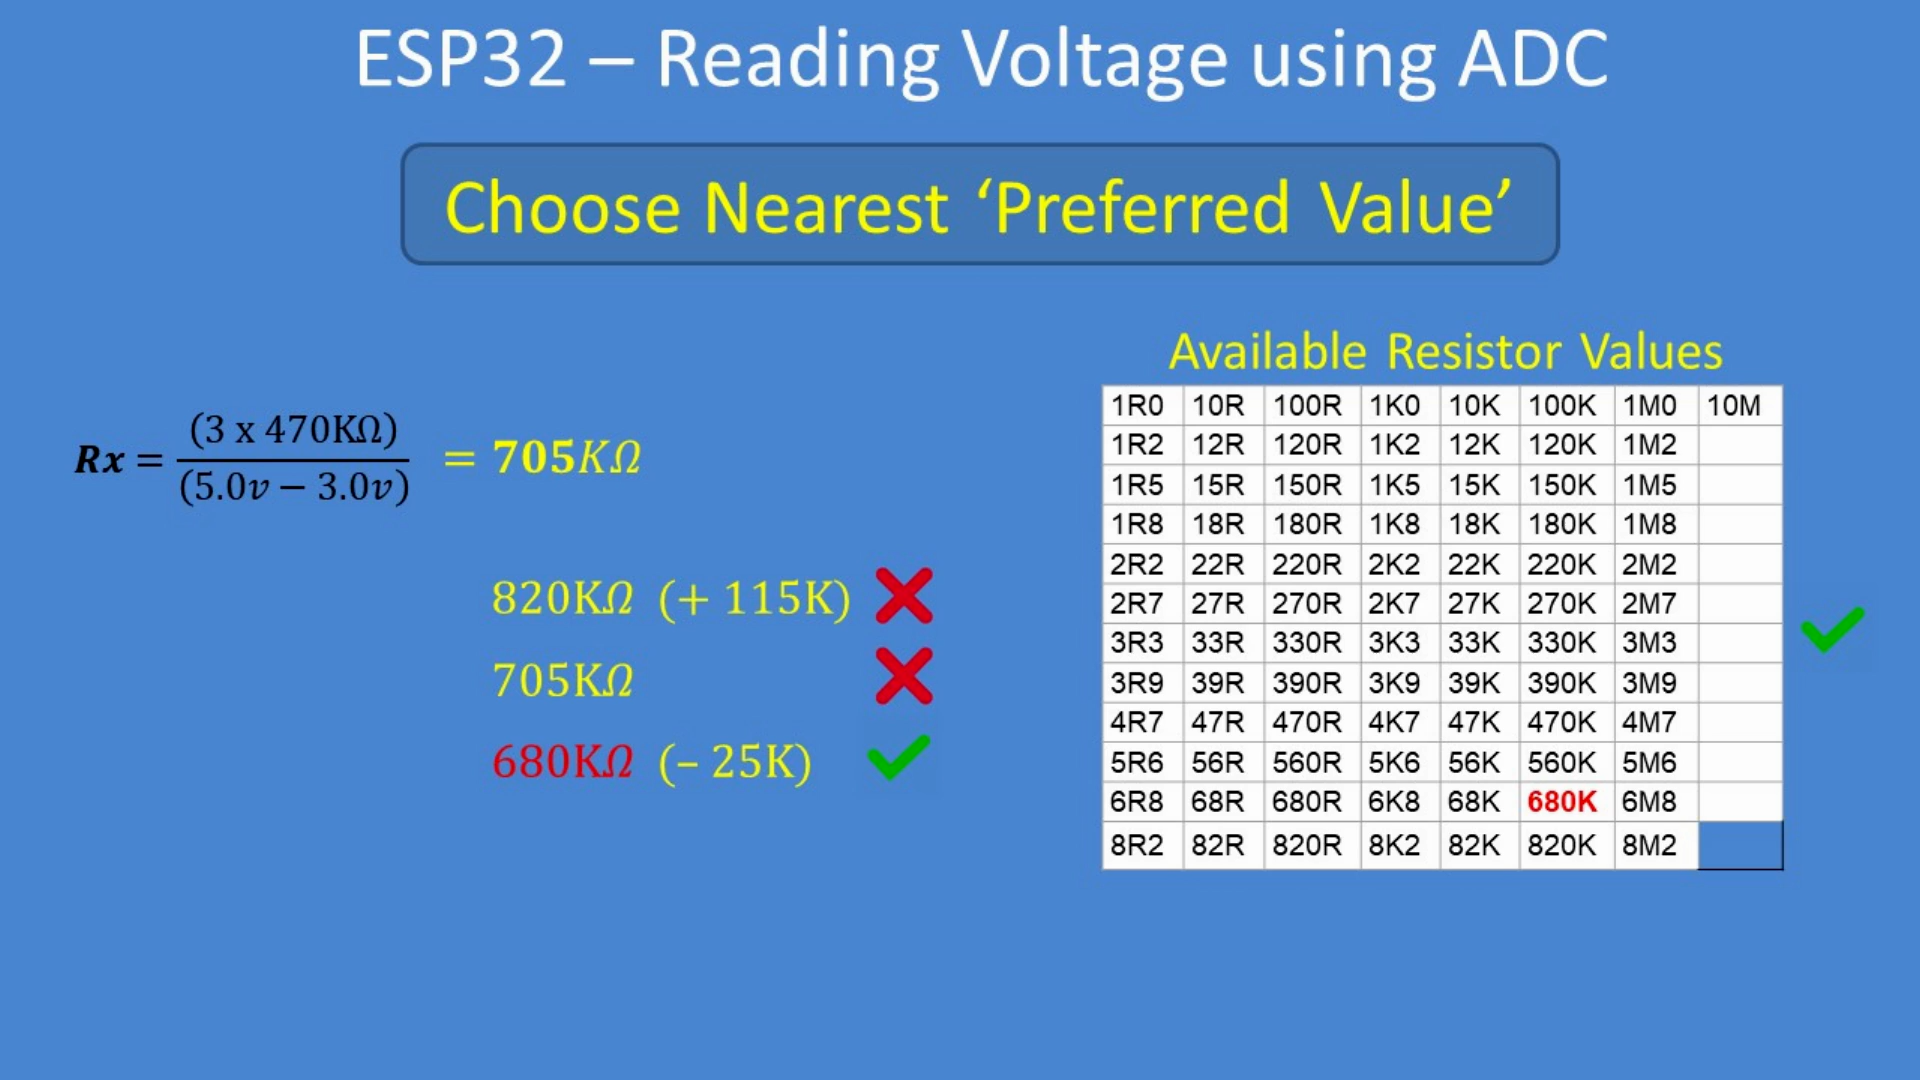 ESP32 – Reading Voltage using ADC
Choose Nearest ‘Preferred Value’
Rx = (3 x 470KΩ) / (5.0v – 3.0v) = 705KΩ
820KΩ (+ 115K)
705KΩ
680KΩ (– 25K)
Available Resistor Values
1R0 10R 100R 1K0 10K 100K 1M0 10M
1R2 12R 120R 1K2 12K 120K 1M2
1R5 15R 150R 1K5 15K 150K 1M5
1R8 18R 180R 1K8 18K 180K 1M8
2R2 22R 220R 2K2 22K 220K 2M2
2R7 27R 270R 2K7 27K 270K 2M7
3R3 33R 330R 3K3 33K 330K 3M3
3R9 39R 390R 3K9 39K 390K 3M9
4R7 47R 470R 4K7 47K 470K 4M7
5R6 56R 560R 5K6 56K 560K 5M6
6R8 68R 680R 6K8 68K 680K 6M8
8R2 82R 820R 8K2 82K 820K 8M2